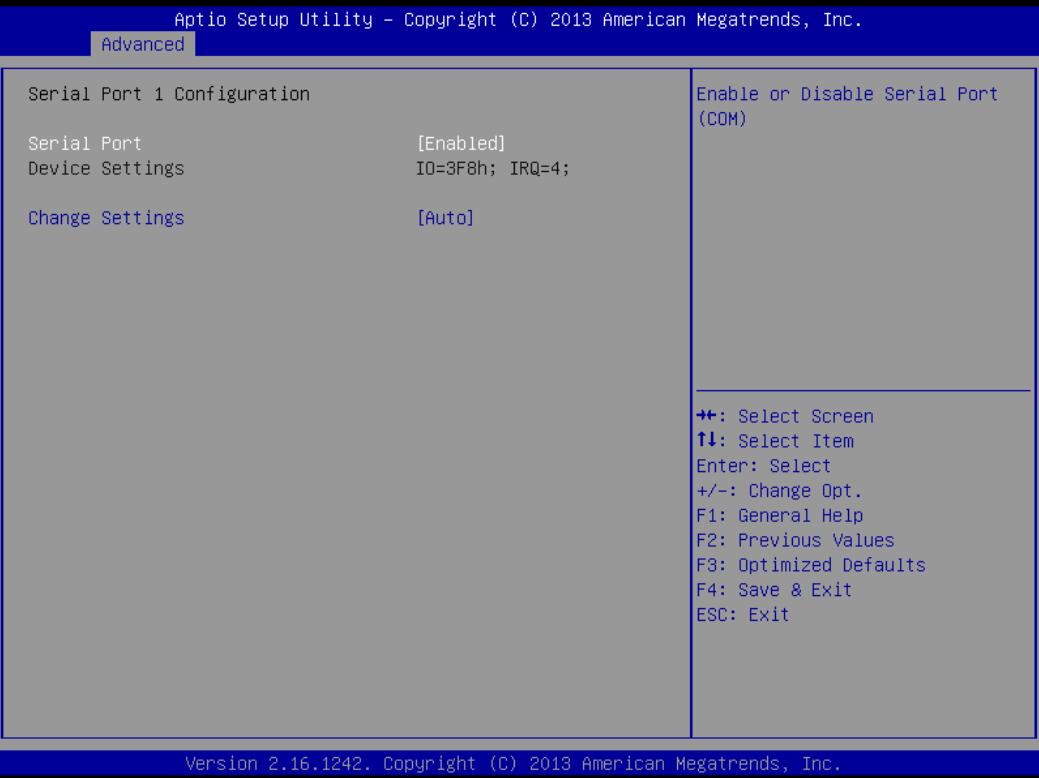 Aptio Setup Utility – Copyright (C) 2013 American Megatrends, Inc.
Advanced
Serial Port 1 Configuration
Serial Port [Enabled]
Device Settings IO=3F8h; IRQ=4;
Change Settings [Auto]
Enable or Disable Serial Port
(COM)
→←: Select Screen
↑↓: Select Item
Enter: Select
+/-: Change Opt.
F1: General Help
F2: Previous Values
F3: Optimized Defaults
F4: Save & Exit
ESC: Exit
Version 2.16.1242. Copyright (C) 2013 American Megatrends, Inc.